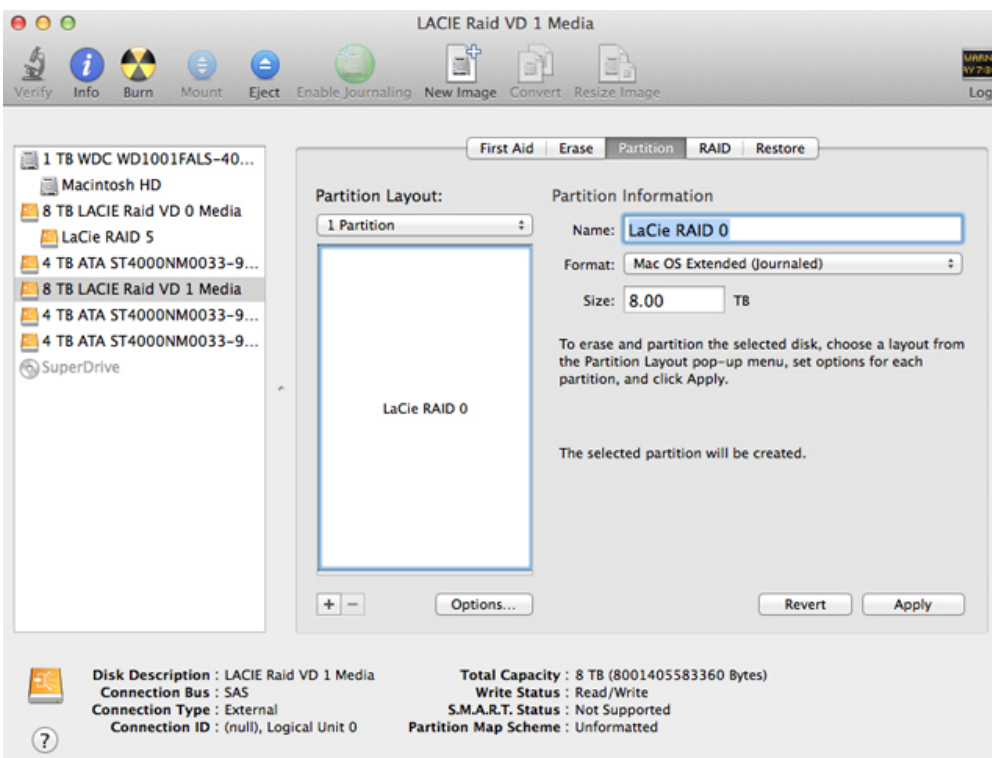 LACIE Raid VD 1 Media
Verify Info Burn Mount Eject Enable Journaling New Image Convert Resize Image Log
First Aid Erase Partition RAID Restore
1 TB WDC WD1001FALS-40...
Macintosh HD
8 TB LACIE Raid VD 0 Media
LaCie RAID 5
4 TB ATA ST4000NM0033-9...
8 TB LACIE Raid VD 1 Media
4 TB ATA ST4000NM0033-9...
4 TB ATA ST4000NM0033-9...
SuperDrive
Partition Layout:
1 Partition
LaCie RAID 0
+ −
Options...
Partition Information
Name: LaCie RAID 0
Format: Mac OS Extended (Journaled)
Size: 8.00 TB
To erase and partition the selected disk, choose a layout from
the Partition Layout pop-up menu, set options for each
partition, and click Apply.
The selected partition will be created.
Revert Apply
Disk Description : LACIE Raid VD 1 Media
Connection Bus : SAS
Connection Type : External
Connection ID : (null), Logical Unit 0
Total Capacity : 8 TB (8001405583360 Bytes)
Write Status : Read/Write
S.M.A.R.T. Status : Not Supported
Partition Map Scheme : Unformatted
?